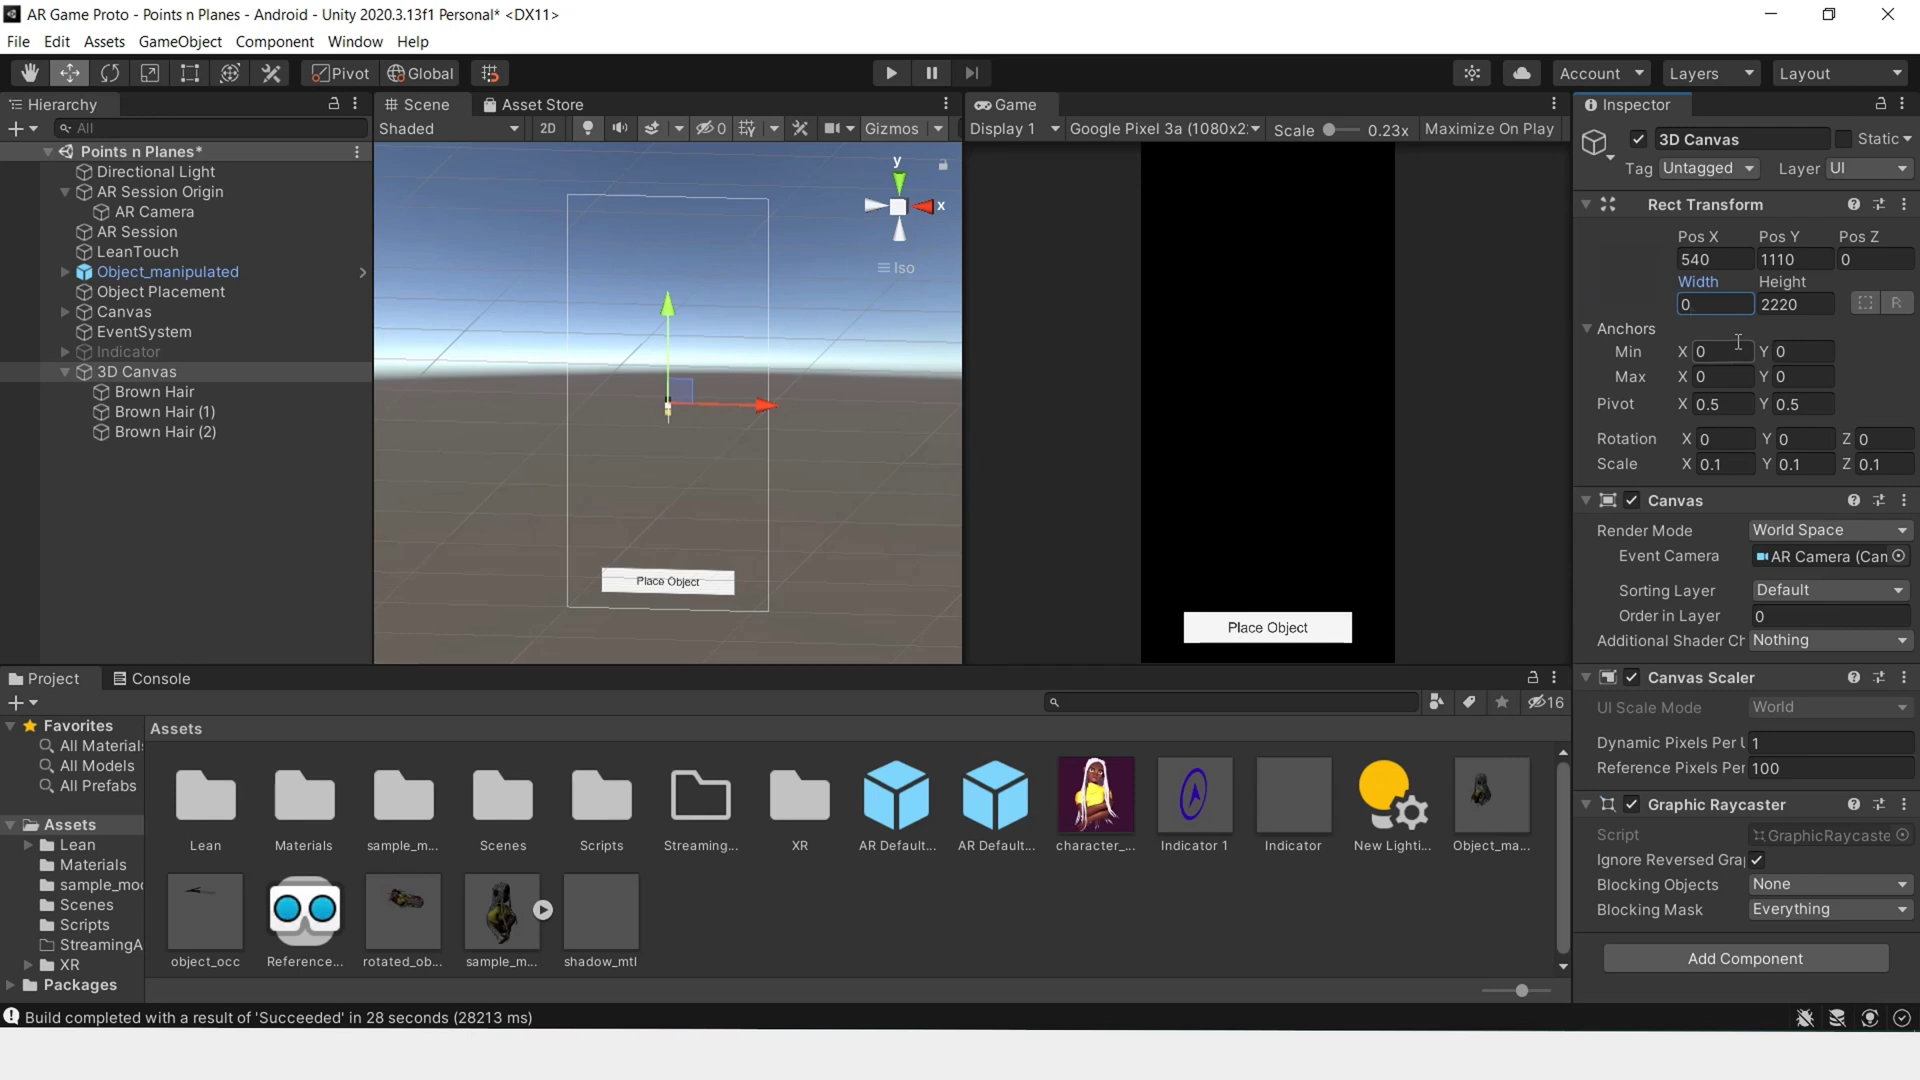 AR Game Proto - Points n Planes - Android - Unity 2020.3.13f1 Personal* <DX11>
File Edit Assets GameObject Component Window Help
Pivot Global Account Layers Layout
Hierarchy
All
Points n Planes*
Directional Light
AR Session Origin
AR Camera
AR Session
LeanTouch
Object_manipulated
Object Placement
Canvas
EventSystem
Indicator
3D Canvas
Brown Hair
Brown Hair (1)
Brown Hair (2)
Scene Asset Store
Shaded 2D 0 Gizmos
y
x
Iso
Place Object
Game
Display 1 Google Pixel 3a (1080x2: Scale 0.23x Maximize On Play
Place Object
Inspector
3D Canvas Static
Tag Untagged Layer UI
Rect Transform
Pos X Pos Y Pos Z
540 1110 0
Width Height
0 2220 R
Anchors
Min X 0 Y 0
Max X 0 Y 0
Pivot X 0.5 Y 0.5
Rotation X 0 Y 0 Z 0
Scale X 0.1 Y 0.1 Z 0.1
Canvas
Render Mode World Space
Event Camera AR Camera (Can
Sorting Layer Default
Order in Layer 0
Additional Shader Ch Nothing
Canvas Scaler
UI Scale Mode World
Dynamic Pixels Per U 1
Reference Pixels Per 100
Graphic Raycaster
Script GraphicRaycaste
Ignore Reversed Gra
Blocking Objects None
Blocking Mask Everything
Add Component
Project Console
16
Favorites
All Materials
All Models
All Prefabs
Assets
Lean
Materials
sample_mod
Scenes
Scripts
StreamingA
XR
Packages
Assets
Lean Materials sample_m... Scenes Scripts Streaming... XR AR Default... AR Default... character_... Indicator 1 Indicator New Lighti... Object_ma...
object_occ Reference... rotated_ob... sample_m... shadow_mtl
Build completed with a result of 'Succeeded' in 28 seconds (28213 ms)